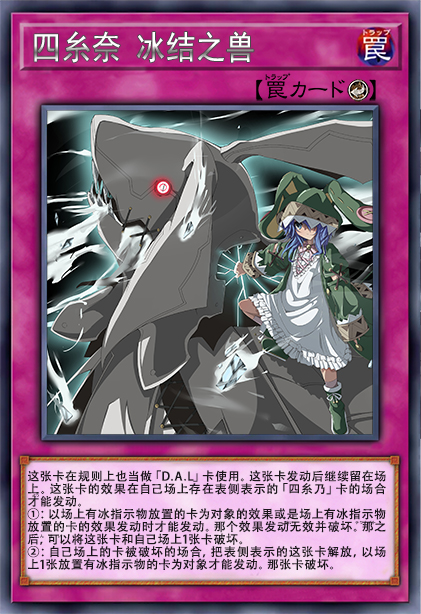 四糸奈 冰结之兽
トラップ
罠
トラップ
【罠カード】
这张卡在规则上也当做「D.A.L」卡使用。这张卡发动后继续留在场
上。这张卡的效果在自己场上存在表侧表示的「四糸乃」卡的场合
才能发动。
①：以场上有冰指示物放置的卡为对象的效果或是场上有冰指示物
放置的卡的效果发动时才能发动。那个效果发动无效并破坏。那之
后，可以将这张卡和自己场上1张卡破坏。
②：自己场上的卡被破坏的场合，把表侧表示的这张卡解放，以场
上1张放置有冰指示物的卡为对象才能发动。那张卡破坏。